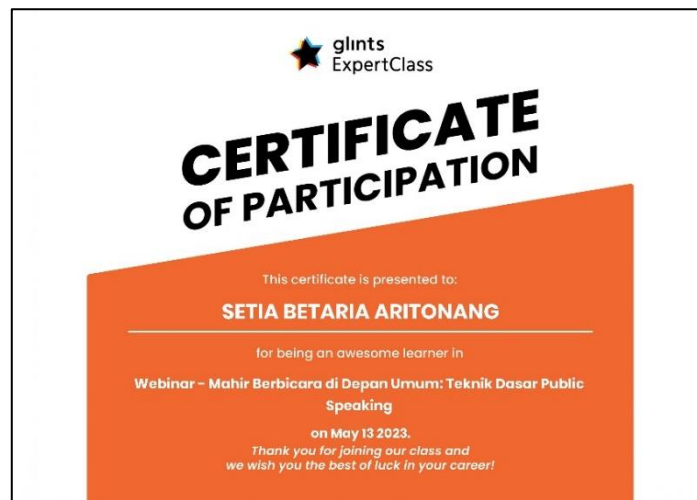 glints
ExpertClass
CERTIFICATE
OF PARTICIPATION
This certificate is presented to:
SETIA BETARIA ARITONANG
for being an awesome learner in
Webinar - Mahir Berbicara di Depan Umum: Teknik Dasar Public
Speaking
on May 13 2023.
Thank you for joining our class and
we wish you the best of luck in your career!